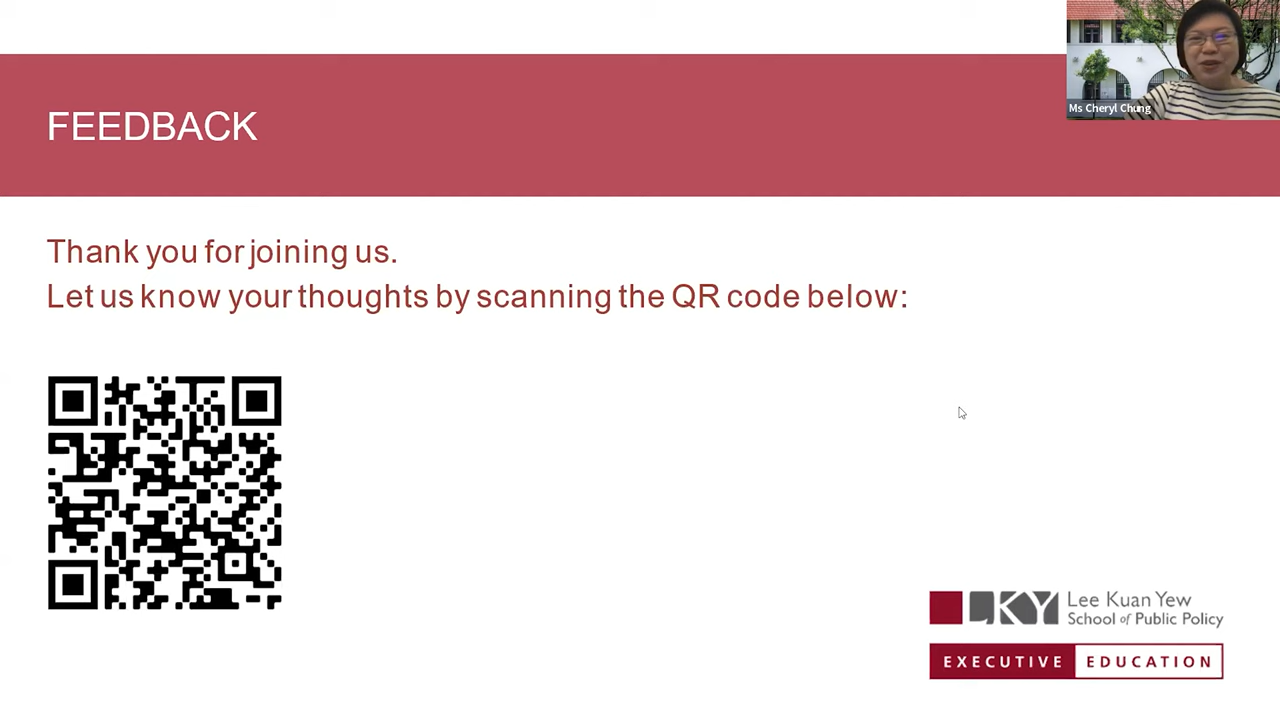 FEEDBACK
Ms Cheryl Chung
Thank you for joining us.
Let us know your thoughts by scanning the QR code below:
LKY Lee Kuan Yew
School of Public Policy
EXECUTIVE EDUCATION